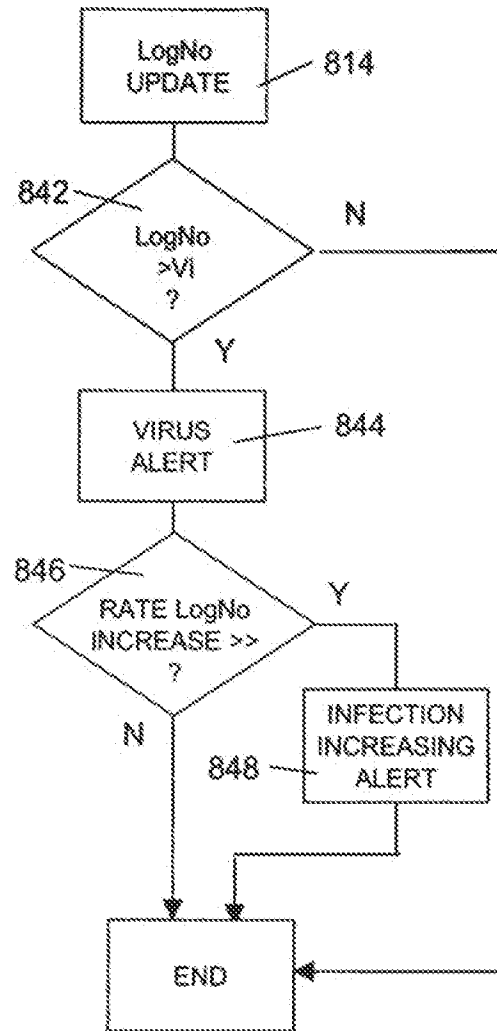 LogNo
UPDATE
814
842
LogNo
>VI
?
N
Y
VIRUS
ALERT
844
846
RATE LogNo
INCREASE >>
?
Y
N
INFECTION
INCREASING
ALERT
848
END